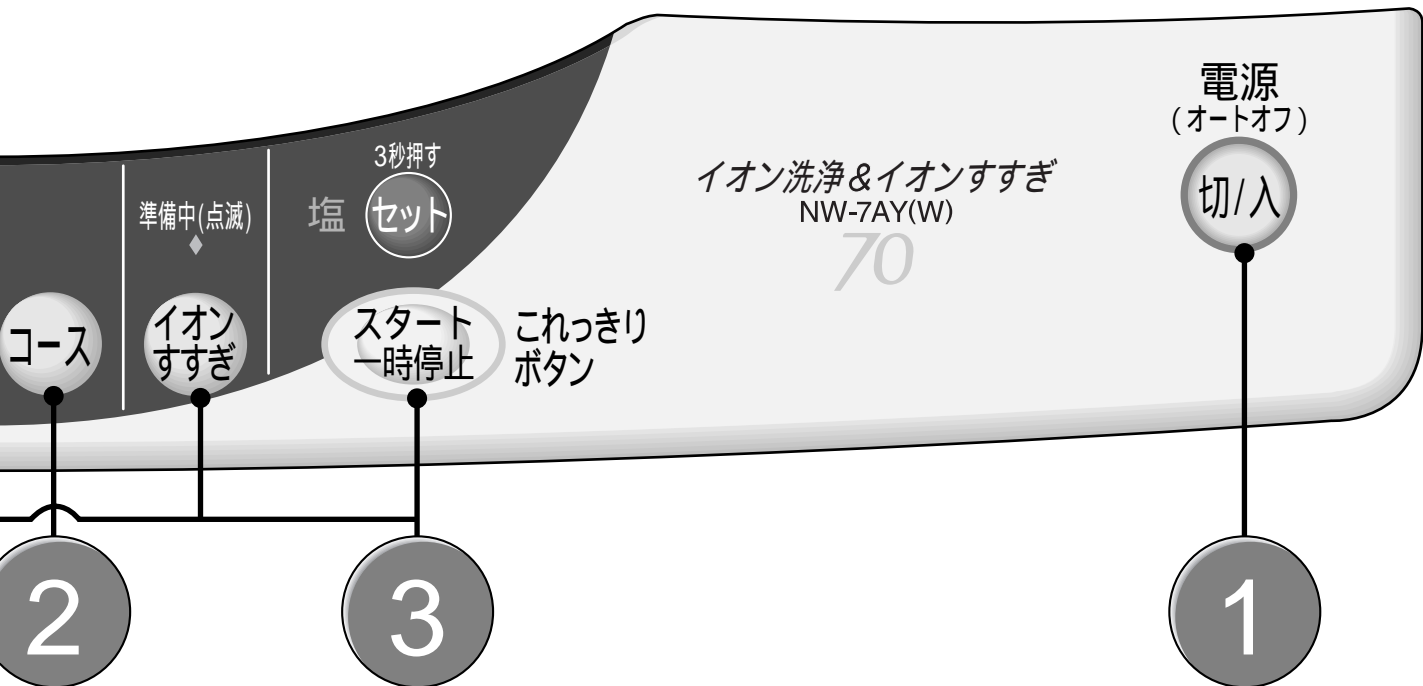 電源
(オートオフ)
切/入
3秒押す
塩
セット
準備中(点滅)
イオン洗浄&イオンすすぎ
NW-7AY(W)
70
コース
イオン
すすぎ
スタート
一時停止
これっきり
ボタン
2
3
1